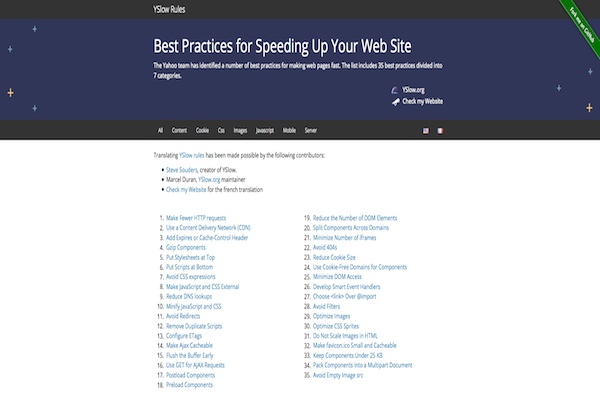 YSlow Rules
Fork me on GitHub
Best Practices for Speeding Up Your Web Site
The Yahoo team has identified a number of best practices for making web pages fast. The list includes 35 best practices divided into
7 categories.
YSlow.org
Check my Website
All Content Cookie Css Images Javascript Mobile Server
Translating YSlow rules has been made possible by the following contributors:
Steve Souders, creator of YSlow.
Marcel Duran, YSlow.org maintainer
Check my Website for the french translation
1. Make Fewer HTTP requests
2. Use a Content Delivery Network (CDN)
3. Add Expires or Cache-Control Header
4. Gzip Components
5. Put Stylesheets at Top
6. Put Scripts at Bottom
7. Avoid CSS expressions
8. Make JavaScript and CSS External
9. Reduce DNS lookups
10. Minify JavaScript and CSS
11. Avoid Redirects
12. Remove Duplicate Scripts
13. Configure ETags
14. Make Ajax Cacheable
15. Flush the Buffer Early
16. Use GET for AJAX Requests
17. Postload Components
18. Preload Components
19. Reduce the Number of DOM Elements
20. Split Components Across Domains
21. Minimize Number of iframes
22. Avoid 404s
23. Reduce Cookie Size
24. Use Cookie-Free Domains for Components
25. Minimize DOM Access
26. Develop Smart Event Handlers
27. Choose <link> Over @import
28. Avoid Filters
29. Optimize Images
30. Optimize CSS Sprites
31. Do Not Scale Images in HTML
32. Make favicon.ico Small and Cacheable
33. Keep Components Under 25 KB
34. Pack Components Into a Multipart Document
35. Avoid Empty Image src